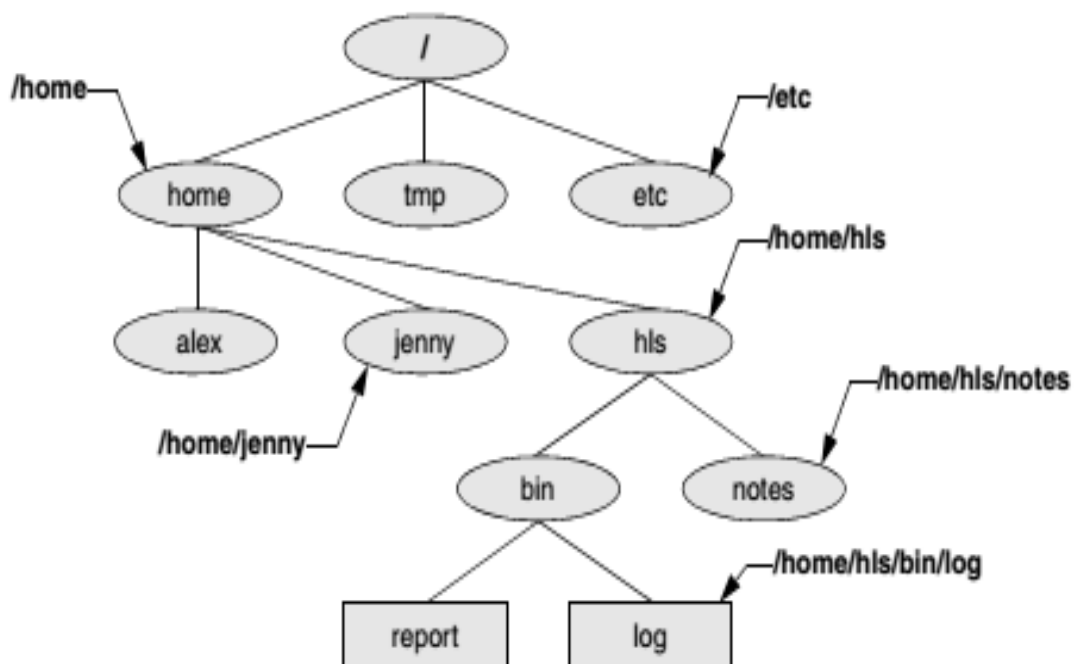 /
/home
/etc
home
tmp
etc
/home/hls
alex
jenny
hls
/home/hls/notes
/home/jenny
bin
notes
/home/hls/bin/log
report
log